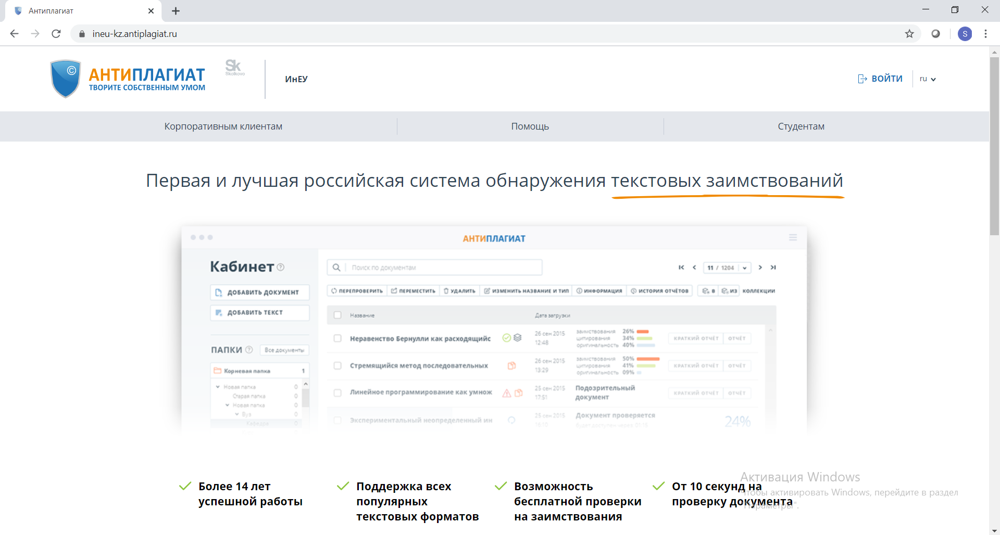 Антиплагиат
ineu-kz.antiplagiat.ru
S
©
АНТИПЛАГИАТ
ТВОРИТЕ СОБСТВЕННЫМ УМОМ
Sk
Skolkovo
ИнЕУ
ВОЙТИ
ru
Корпоративным клиентам
Помощь
Студентам
Первая и лучшая российская система обнаружения текстовых заимствований
АНТИПЛАГИАТ
Кабинет ?
Поиск по документам
11 / 1204
ДОБАВИТЬ ДОКУМЕНТ
ДОБАВИТЬ ТЕКСТ
ПЕРЕПРОВЕРИТЬ
ПЕРЕМЕСТИТЬ
УДАЛИТЬ
ИЗМЕНИТЬ НАЗВАНИЕ И ТИП
ИНФОРМАЦИЯ
ИСТОРИЯ ОТЧЁТОВ
В
ИЗ
КОЛЛЕКЦИИ
Название
Дата загрузки
Неравенство Бернулли как расходящийс
26 сен 2015
12:48
заимствования 26%
цитирования 34%
оригинальность 40%
КРАТКИЙ ОТЧЁТ
ОТЧЁТ
Стремящийся метод последовательных
26 сен 2015
13:29
заимствования 50%
цитирования 41%
оригинальность 09%
КРАТКИЙ ОТЧЁТ
ОТЧЁТ
Линейное программирование как умнож
25 сен 2015
17:51
Подозрительный
документ
КРАТКИЙ ОТЧЁТ
ОТЧЁТ
Экспериментальный неопределенный ин
25 сен 2015
16:10
Документ проверяется
будет доступен через: 01:15
24%
ПАПКИ ?
Все документы
Корневая папка 1
Новая папка 0
Старая папка 0
Новая папка 0
Вуз 0
Кафедра 0
Более 14 лет
успешной работы
Поддержка всех
популярных
текстовых форматов
Возможность
бесплатной проверки
на заимствования
От 10 секунд на
проверку документа
Активация Windows
Чтобы активировать Windows, перейдите в раздел
"Параметры".